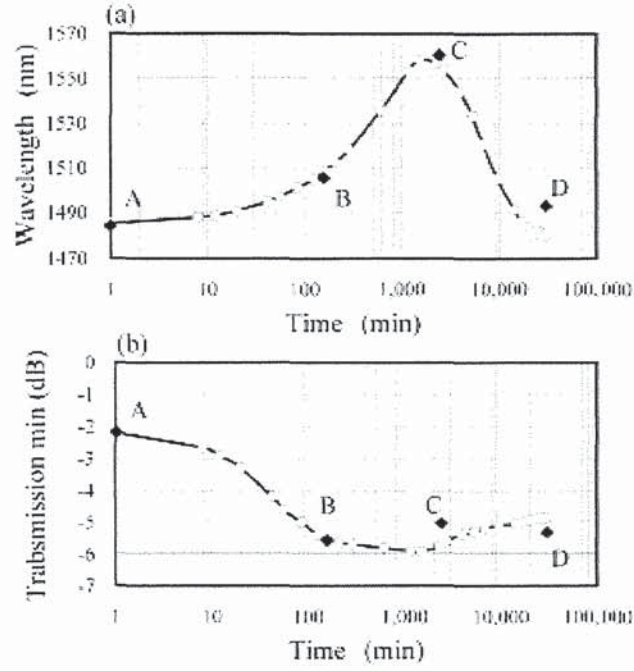 (a)
1570
1550
1530
1510
1490
1470
Wavelength (nm)
A
B
C
D
1
10
100
1,000
10,000
100,000
Time (min)
(b)
0
-1
-2
-3
-4
-5
-6
-7
Trabsmission min (dB)
A
B
C
D
1
10
100
1,000
10,000
100,000
Time (min)